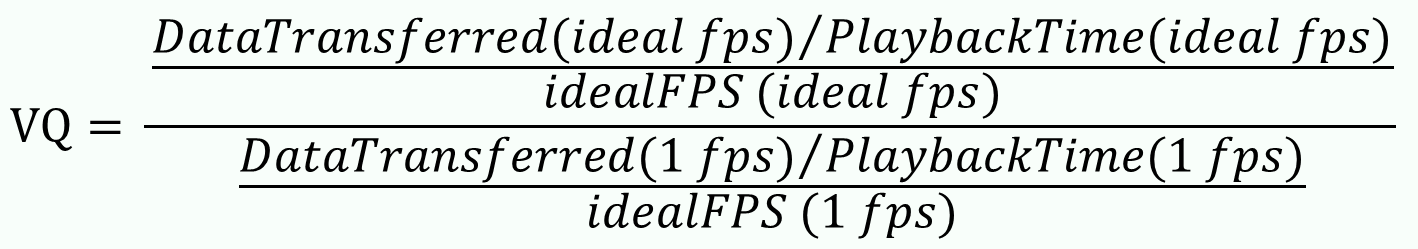 DataTransferred(ideal fps)/PlaybackTime(ideal fps)
idealFPS (ideal fps)
VQ =
DataTransferred(1 fps)/PlaybackTime(1 fps)
idealFPS (1 fps)